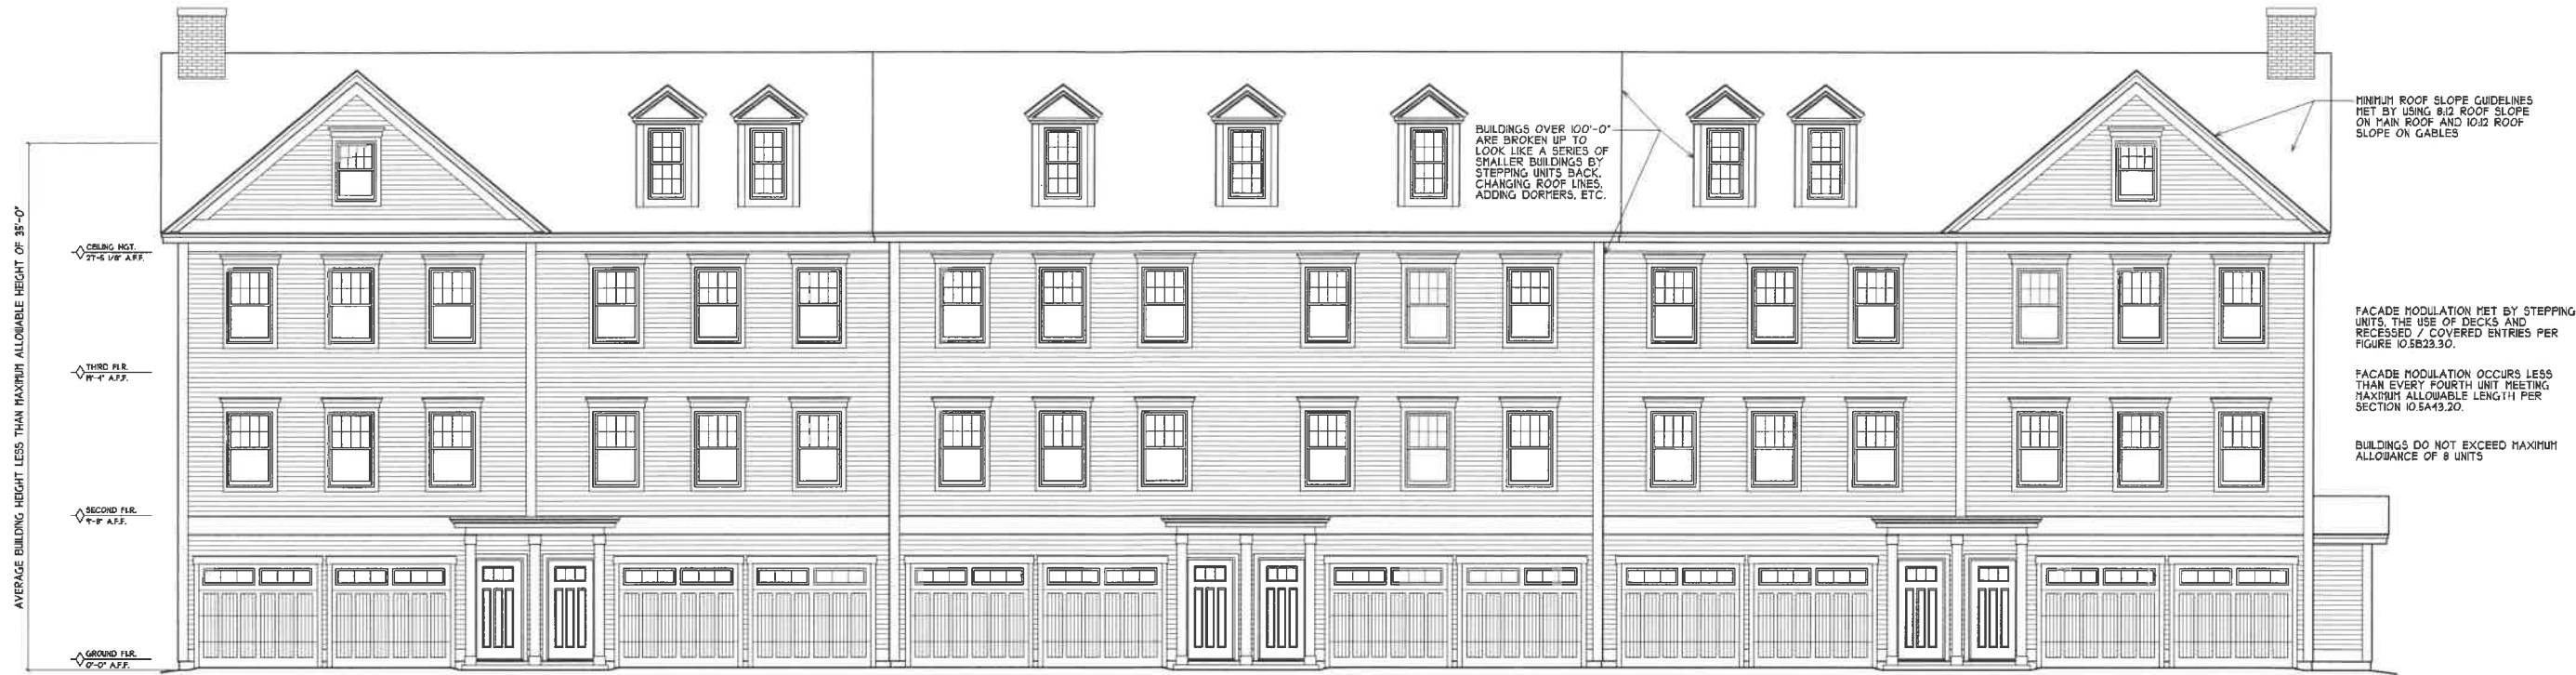 AVERAGE BUILDING HEIGHT LESS THAN MAXIMUM ALLOWABLE HEIGHT OF 35'-0"
CEILING HGT.
27'-5 1/8" A.F.F.
THIRD FLR.
A.F.F.
SECOND FLR.
9'-8" A.F.F.
GROUND FLR.
0'-0" A.F.F.
BUILDINGS OVER 100'-0"
ARE BROKEN UP TO
LOOK LIKE A SERIES OF
SMALLER BUILDINGS BY
STEPPING UNITS BACK,
CHANGING ROOF LINES,
ADDING DORMERS, ETC.
MINIMUM ROOF SLOPE GUIDELINES
MET BY USING 8:12 ROOF SLOPE
ON MAIN ROOF AND 10:12 ROOF
SLOPE ON GABLES
FACADE MODULATION MET BY STEPPING
UNITS, THE USE OF DECKS AND
RECESSED / COVERED ENTRIES PER
FIGURE 10.5B23.30.
FACADE MODULATION OCCURS LESS
THAN EVERY FOURTH UNIT MEETING
MAXIMUM ALLOWABLE LENGTH PER
SECTION 10.5A43.20.
BUILDINGS DO NOT EXCEED MAXIMUM
ALLOWANCE OF 8 UNITS